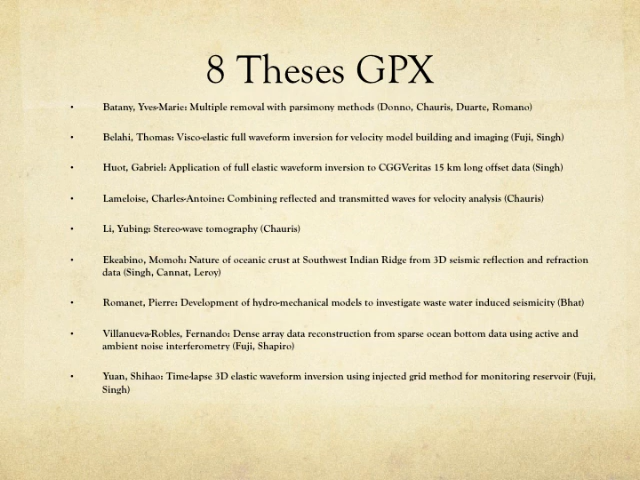 8 Theses GPX
• Batany, Yves-Marie: Multiple removal with parsimony methods (Donno, Chauris, Duarte, Romano)
• Belahi, Thomas: Visco-elastic full waveform inversion for velocity model building and imaging (Fuji, Singh)
• Huot, Gabriel: Application of full elastic waveform inversion to CGGVeritas 15 km long offset data (Singh)
• Lameloise, Charles-Antoine: Combining reflected and transmitted waves for velocity analysis (Chauris)
• Li, Yubing: Stereo-wave tomography (Chauris)
• Ekeabino, Momoh: Nature of oceanic crust at Southwest Indian Ridge from 3D seismic reflection and refraction
data (Singh, Cannat, Leroy)
• Romanet, Pierre: Development of hydro-mechanical models to investigate waste water induced seismicity (Bhat)
• Villanueva-Robles, Fernando: Dense array data reconstruction from sparse ocean bottom data using active and
ambient noise interferometry (Fuji, Shapiro)
• Yuan, Shihao: Time-lapse 3D elastic waveform inversion using injected grid method for monitoring reservoir (Fuji,
Singh)